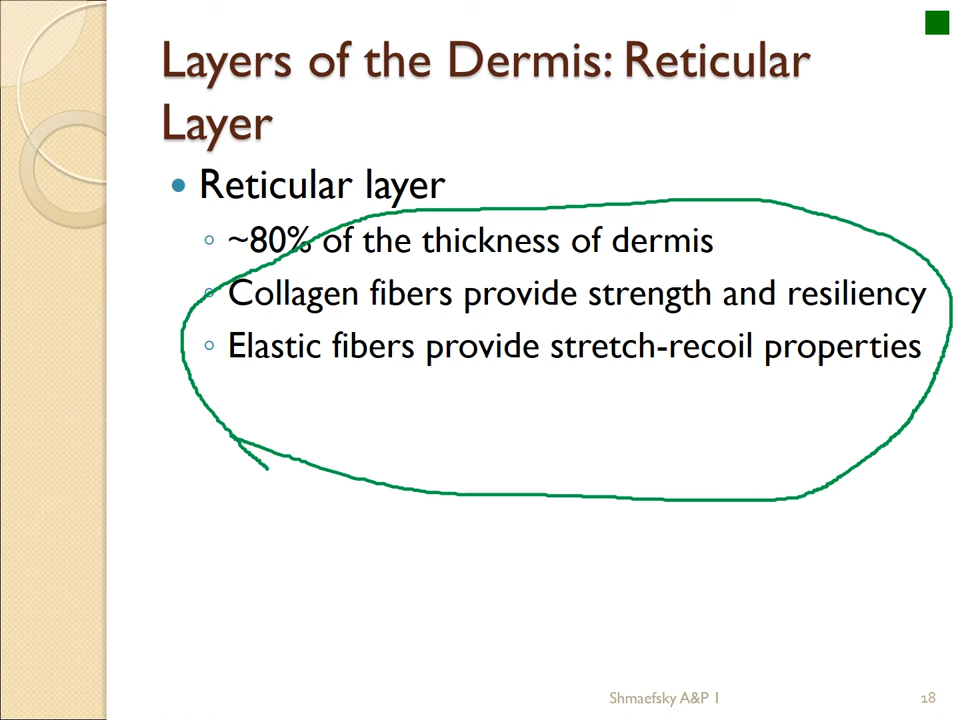 Layers of the Dermis: Reticular
Layer
Reticular layer
~80% of the thickness of dermis
Collagen fibers provide strength and resiliency
Elastic fibers provide stretch-recoil properties
Shmaefsky A&P 1
18